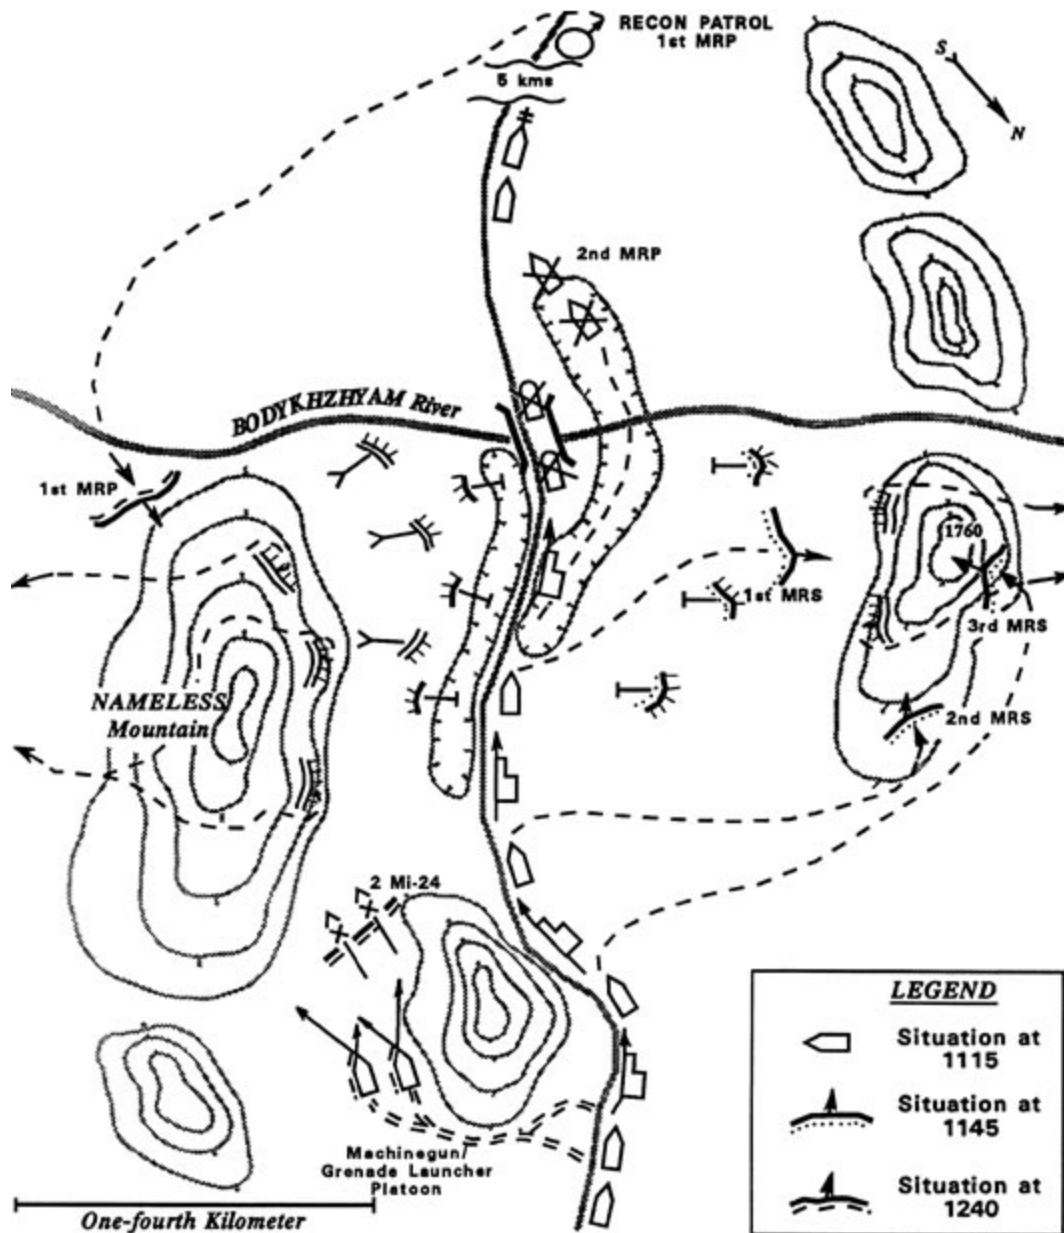 RECON PATROL
1st MRP
5 kms
S
N
2nd MRP
BODYKHZHYAM River
1st MRP
1760
1st MRS
3rd MRS
2nd MRS
NAMELESS
Mountain
2 Mi-24
Machinegun/
Grenade Launcher
Platoon
One-fourth Kilometer
LEGEND
Situation at
1115
Situation at
1145
Situation at
1240